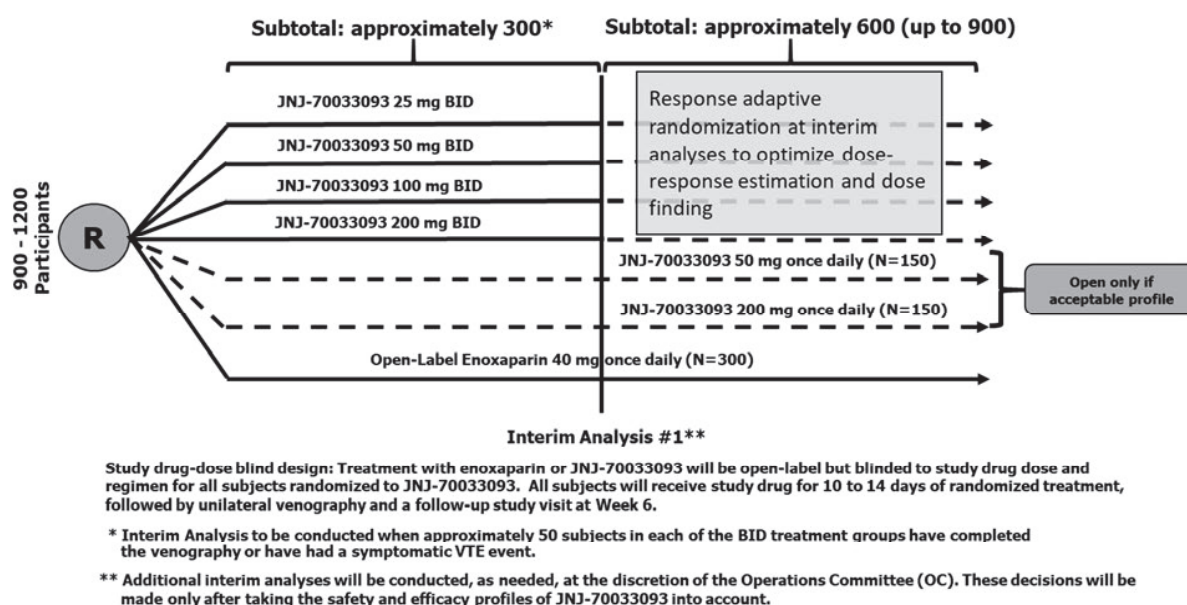 Subtotal: approximately 300*
Subtotal: approximately 600 (up to 900)
900 - 1200
Participants
R
JNJ-70033093 25 mg BID
JNJ-70033093 50 mg BID
JNJ-70033093 100 mg BID
JNJ-70033093 200 mg BID
Response adaptive
randomization at interim
analyses to optimize dose-
response estimation and dose
finding
JNJ-70033093 50 mg once daily (N=150)
JNJ-70033093 200 mg once daily (N=150)
Open only if
acceptable profile
Open-Label Enoxaparin 40 mg once daily (N=300)
Interim Analysis #1**
Study drug-dose blind design: Treatment with enoxaparin or JNJ-70033093 will be open-label but blinded to study drug dose and
regimen for all subjects randomized to JNJ-70033093. All subjects will receive study drug for 10 to 14 days of randomized treatment,
followed by unilateral venography and a follow-up study visit at Week 6.
* Interim Analysis to be conducted when approximately 50 subjects in each of the BID treatment groups have completed
the venography or have had a symptomatic VTE event.
** Additional interim analyses will be conducted, as needed, at the discretion of the Operations Committee (OC). These decisions will be
made only after taking the safety and efficacy profiles of JNJ-70033093 into account.